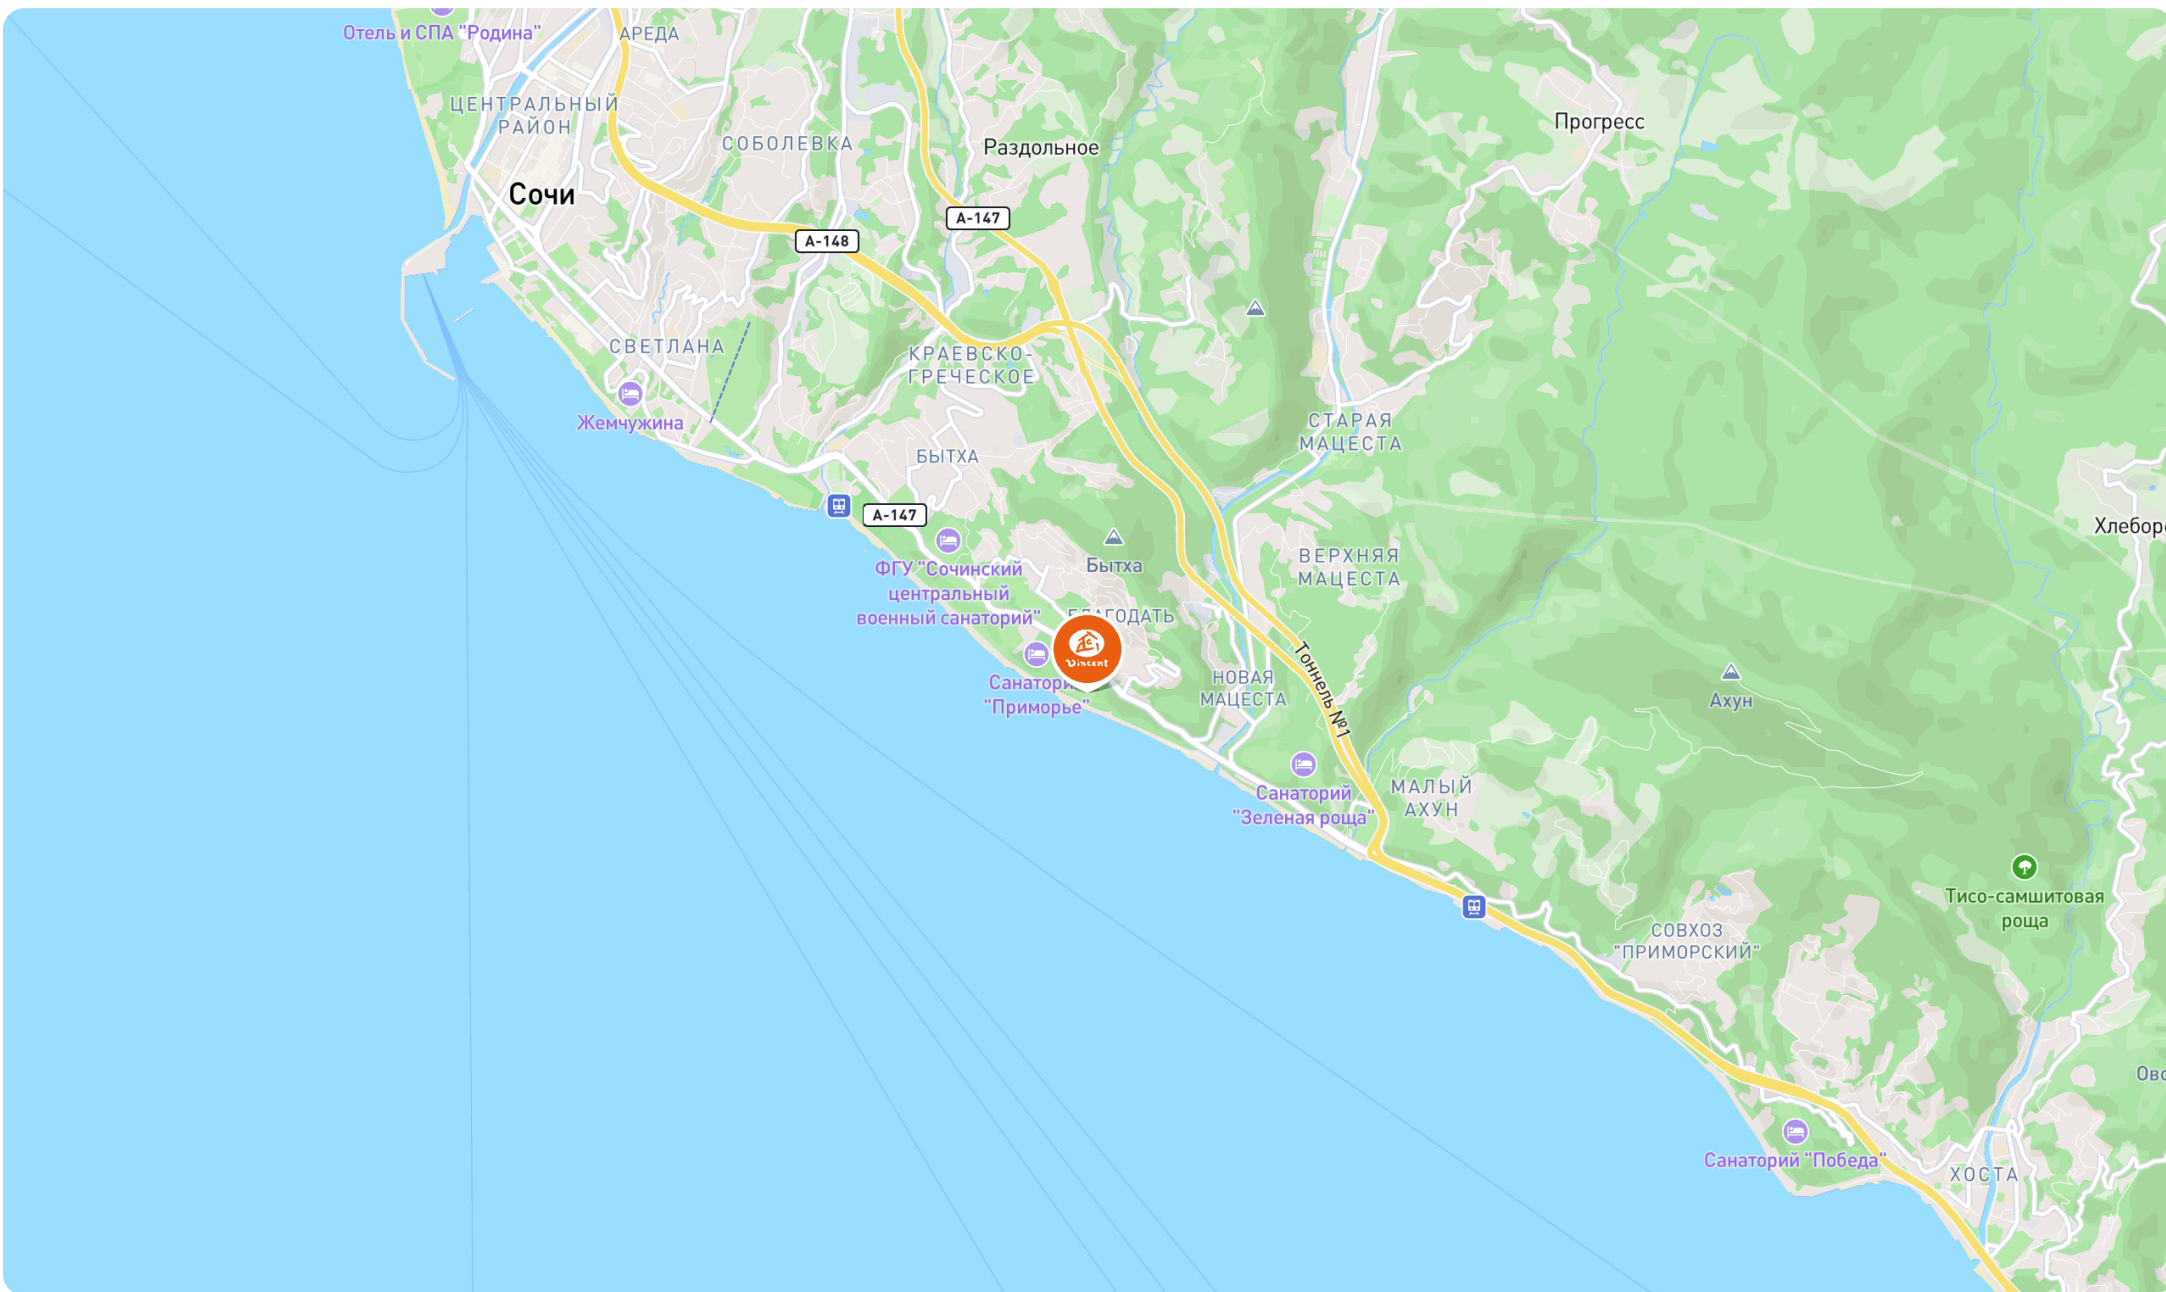 Отель и СПА "Родина"
АРЕДА
ЦЕНТРАЛЬНЫЙ
РАЙОН
СОБОЛЕВКА
Раздольное
Прогресс
Сочи
А-147
А-148
СВЕТЛАНА
КРАЕВСКО-
ГРЕЧЕСКОЕ
Жемчужина
СТАРАЯ
МАЦЕСТА
БЫТХА
А-147
Хлеборо
Бытха
ВЕРХНЯЯ
МАЦЕСТА
ФГУ "Сочинский
центральный
военный санаторий"
БЛАГОДАТЬ
Vincent
Санатори
"Приморье"
НОВАЯ
МАЦЕСТА
Тоннель №1
Ахун
Санаторий
"Зеленая роща"
МАЛЫЙ
АХУН
Тисо-самшитовая
роща
СОВХОЗ
"ПРИМОРСКИЙ"
Ово
Санаторий "Победа"
ХОСТА